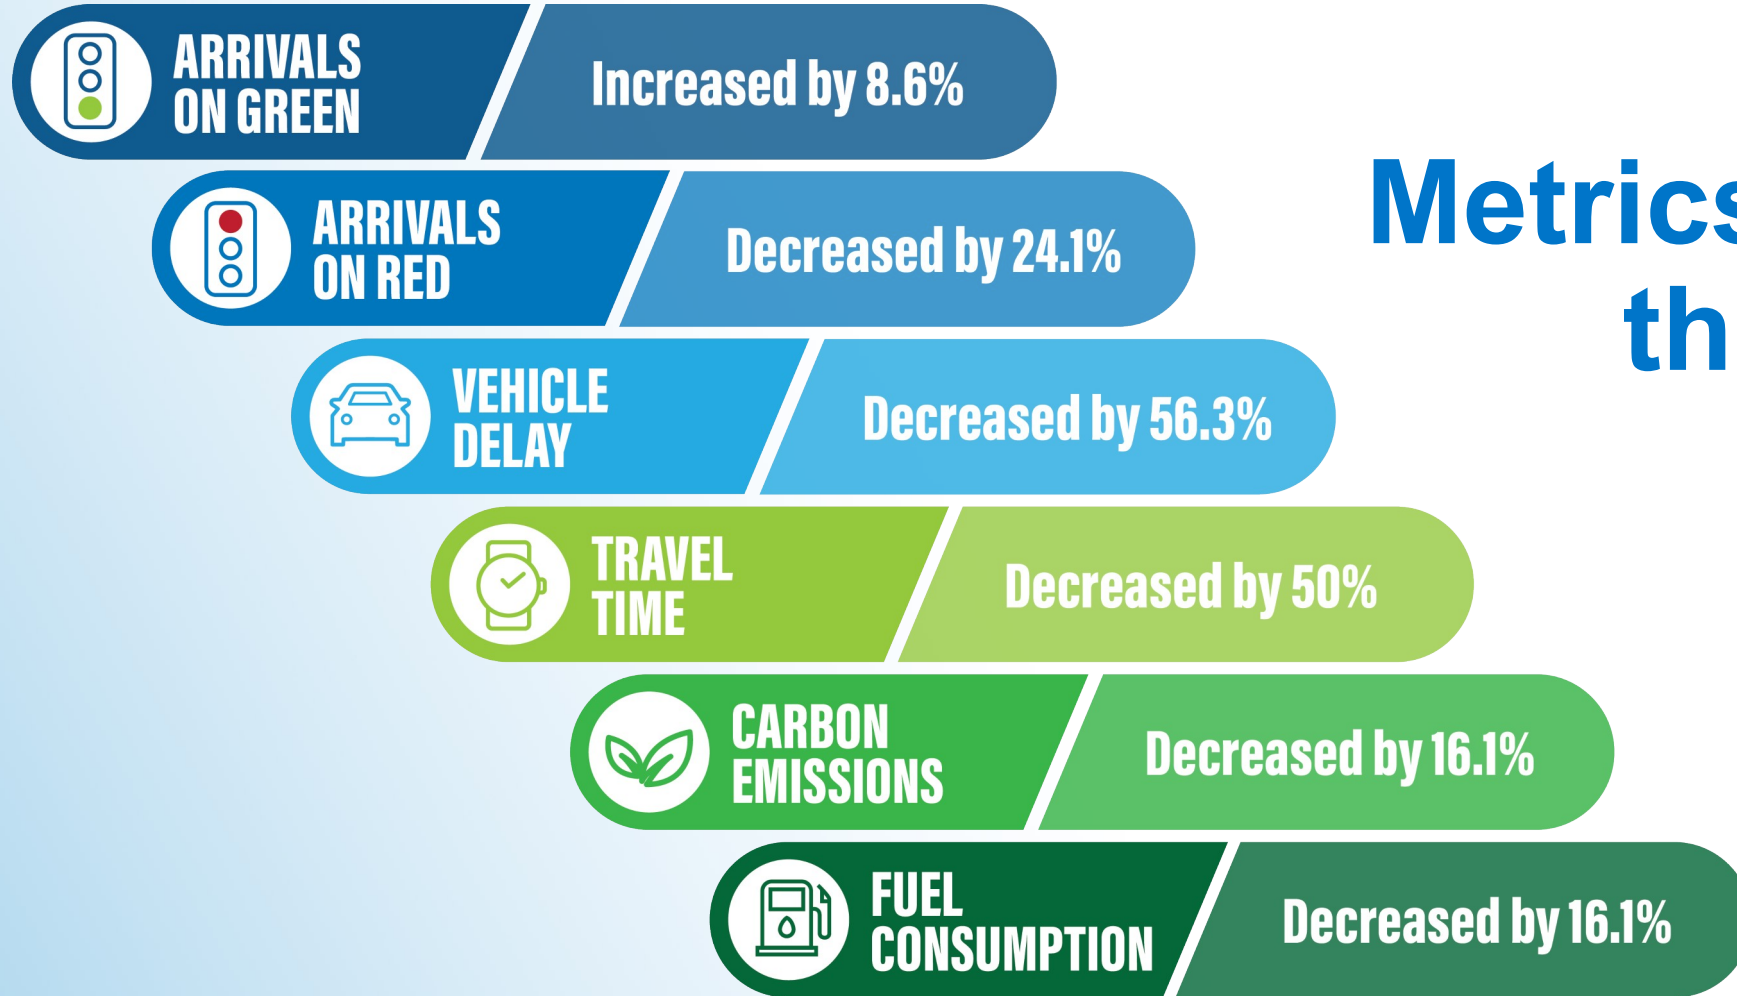 ARRIVALS
ON GREEN
Increased by 8.6%
ARRIVALS
ON RED
Decreased by 24.1%
Metrics
th
VEHICLE
DELAY
Decreased by 56.3%
TRAVEL
TIME
Decreased by 50%
CARBON
EMISSIONS
Decreased by 16.1%
FUEL
CONSUMPTION
Decreased by 16.1%